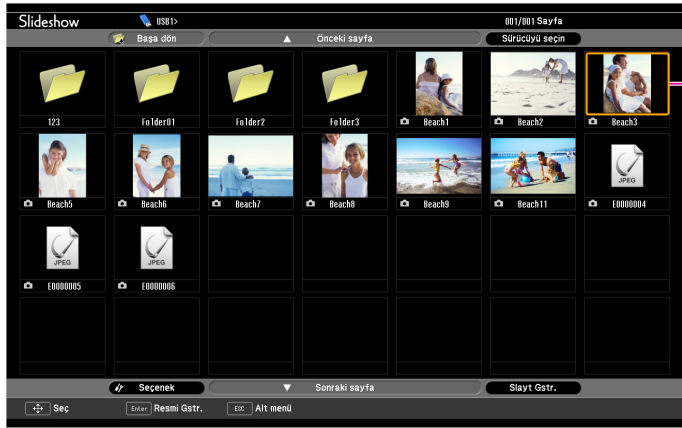 Slideshow
USB1>
001/001 Sayfa
Başa dön
Önceki sayfa
Sürücüyü seçin
123
Folder01
Folder2
Folder3
Beach1
Beach2
Beach3
Beach5
Beach6
Beach7
Beach8
Beach9
Beach11
JPEG
E0000004
JPEG
JPEG
E0000005
E0000006
Seçenek
Sonraki sayfa
Slayt Gstr.
Seç
Enter Resmi Gstr.
ESC Alt menü